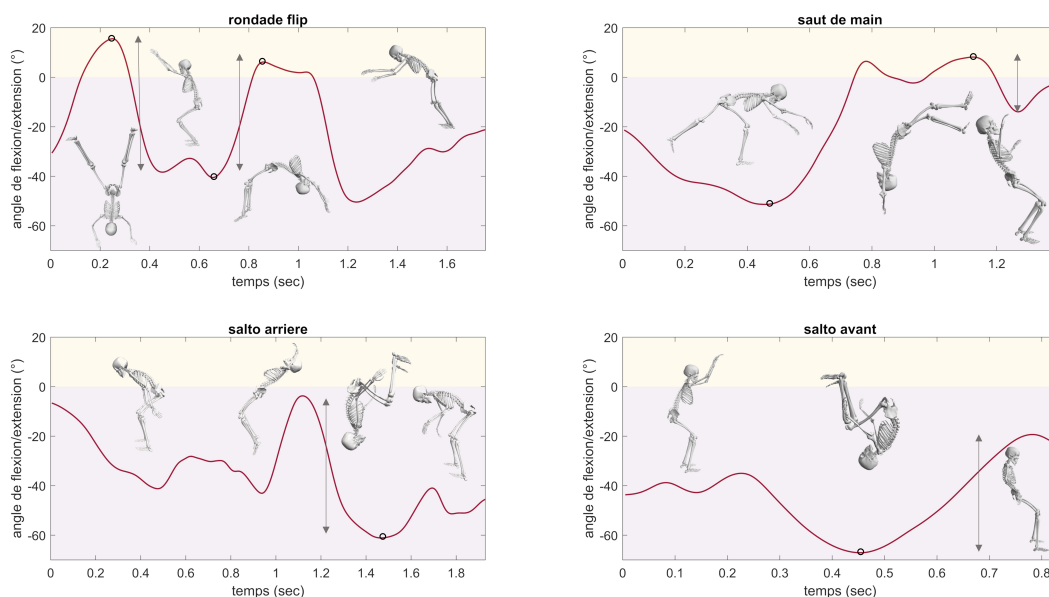 rondade flip
angle de flexion/extension (°)
20
0
-20
-40
-60
0 0.2 0.4 0.6 0.8 1 1.2 1.4 1.6
temps (sec)
saut de main
angle de flexion/extension (°)
20
0
-20
-40
-60
0 0.2 0.4 0.6 0.8 1 1.2
temps (sec)
salto arriere
angle de flexion/extension (°)
20
0
-20
-40
-60
0 0.2 0.4 0.6 0.8 1 1.2 1.4 1.6 1.8
temps (sec)
salto avant
angle de flexion/extension (°)
20
0
-20
-40
-60
0 0.1 0.2 0.3 0.4 0.5 0.6 0.7 0.8
temps (sec)